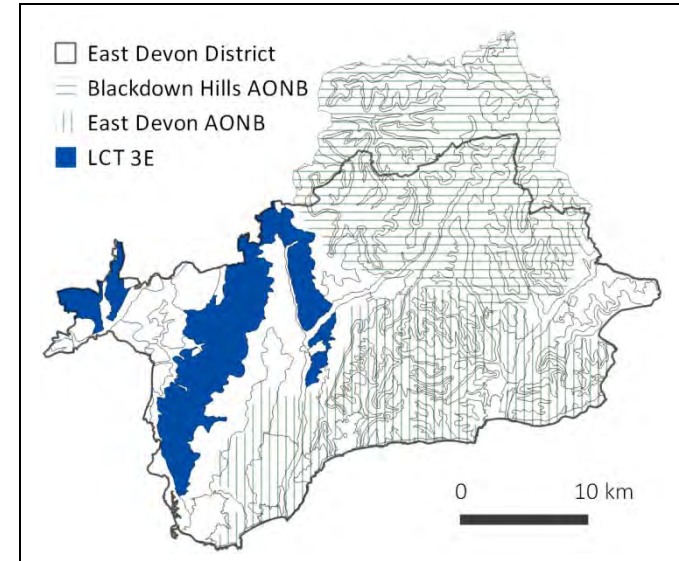 East Devon District
Blackdown Hills AONB
East Devon AONB
LCT 3E
0 10 km